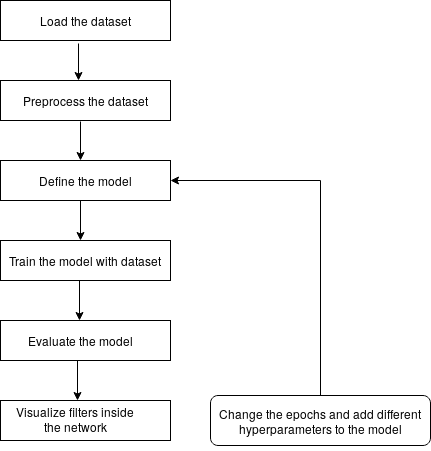 Load the dataset
Preprocess the dataset
Define the model
Train the model with dataset
Evaluate the model
Visualize filters inside
the network
Change the epochs and add different
hyperparameters to the model